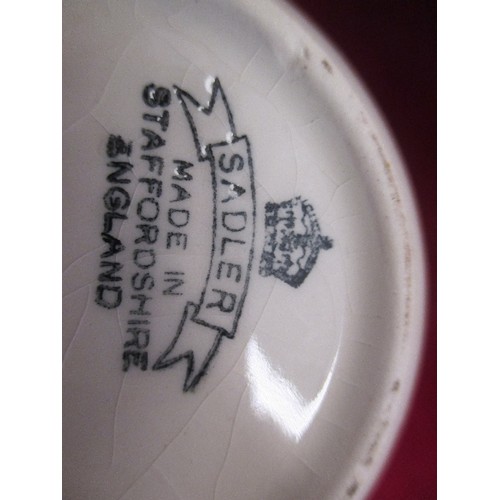 SADLER
MADE IN
STAFFORDSHIRE
ENGLAND